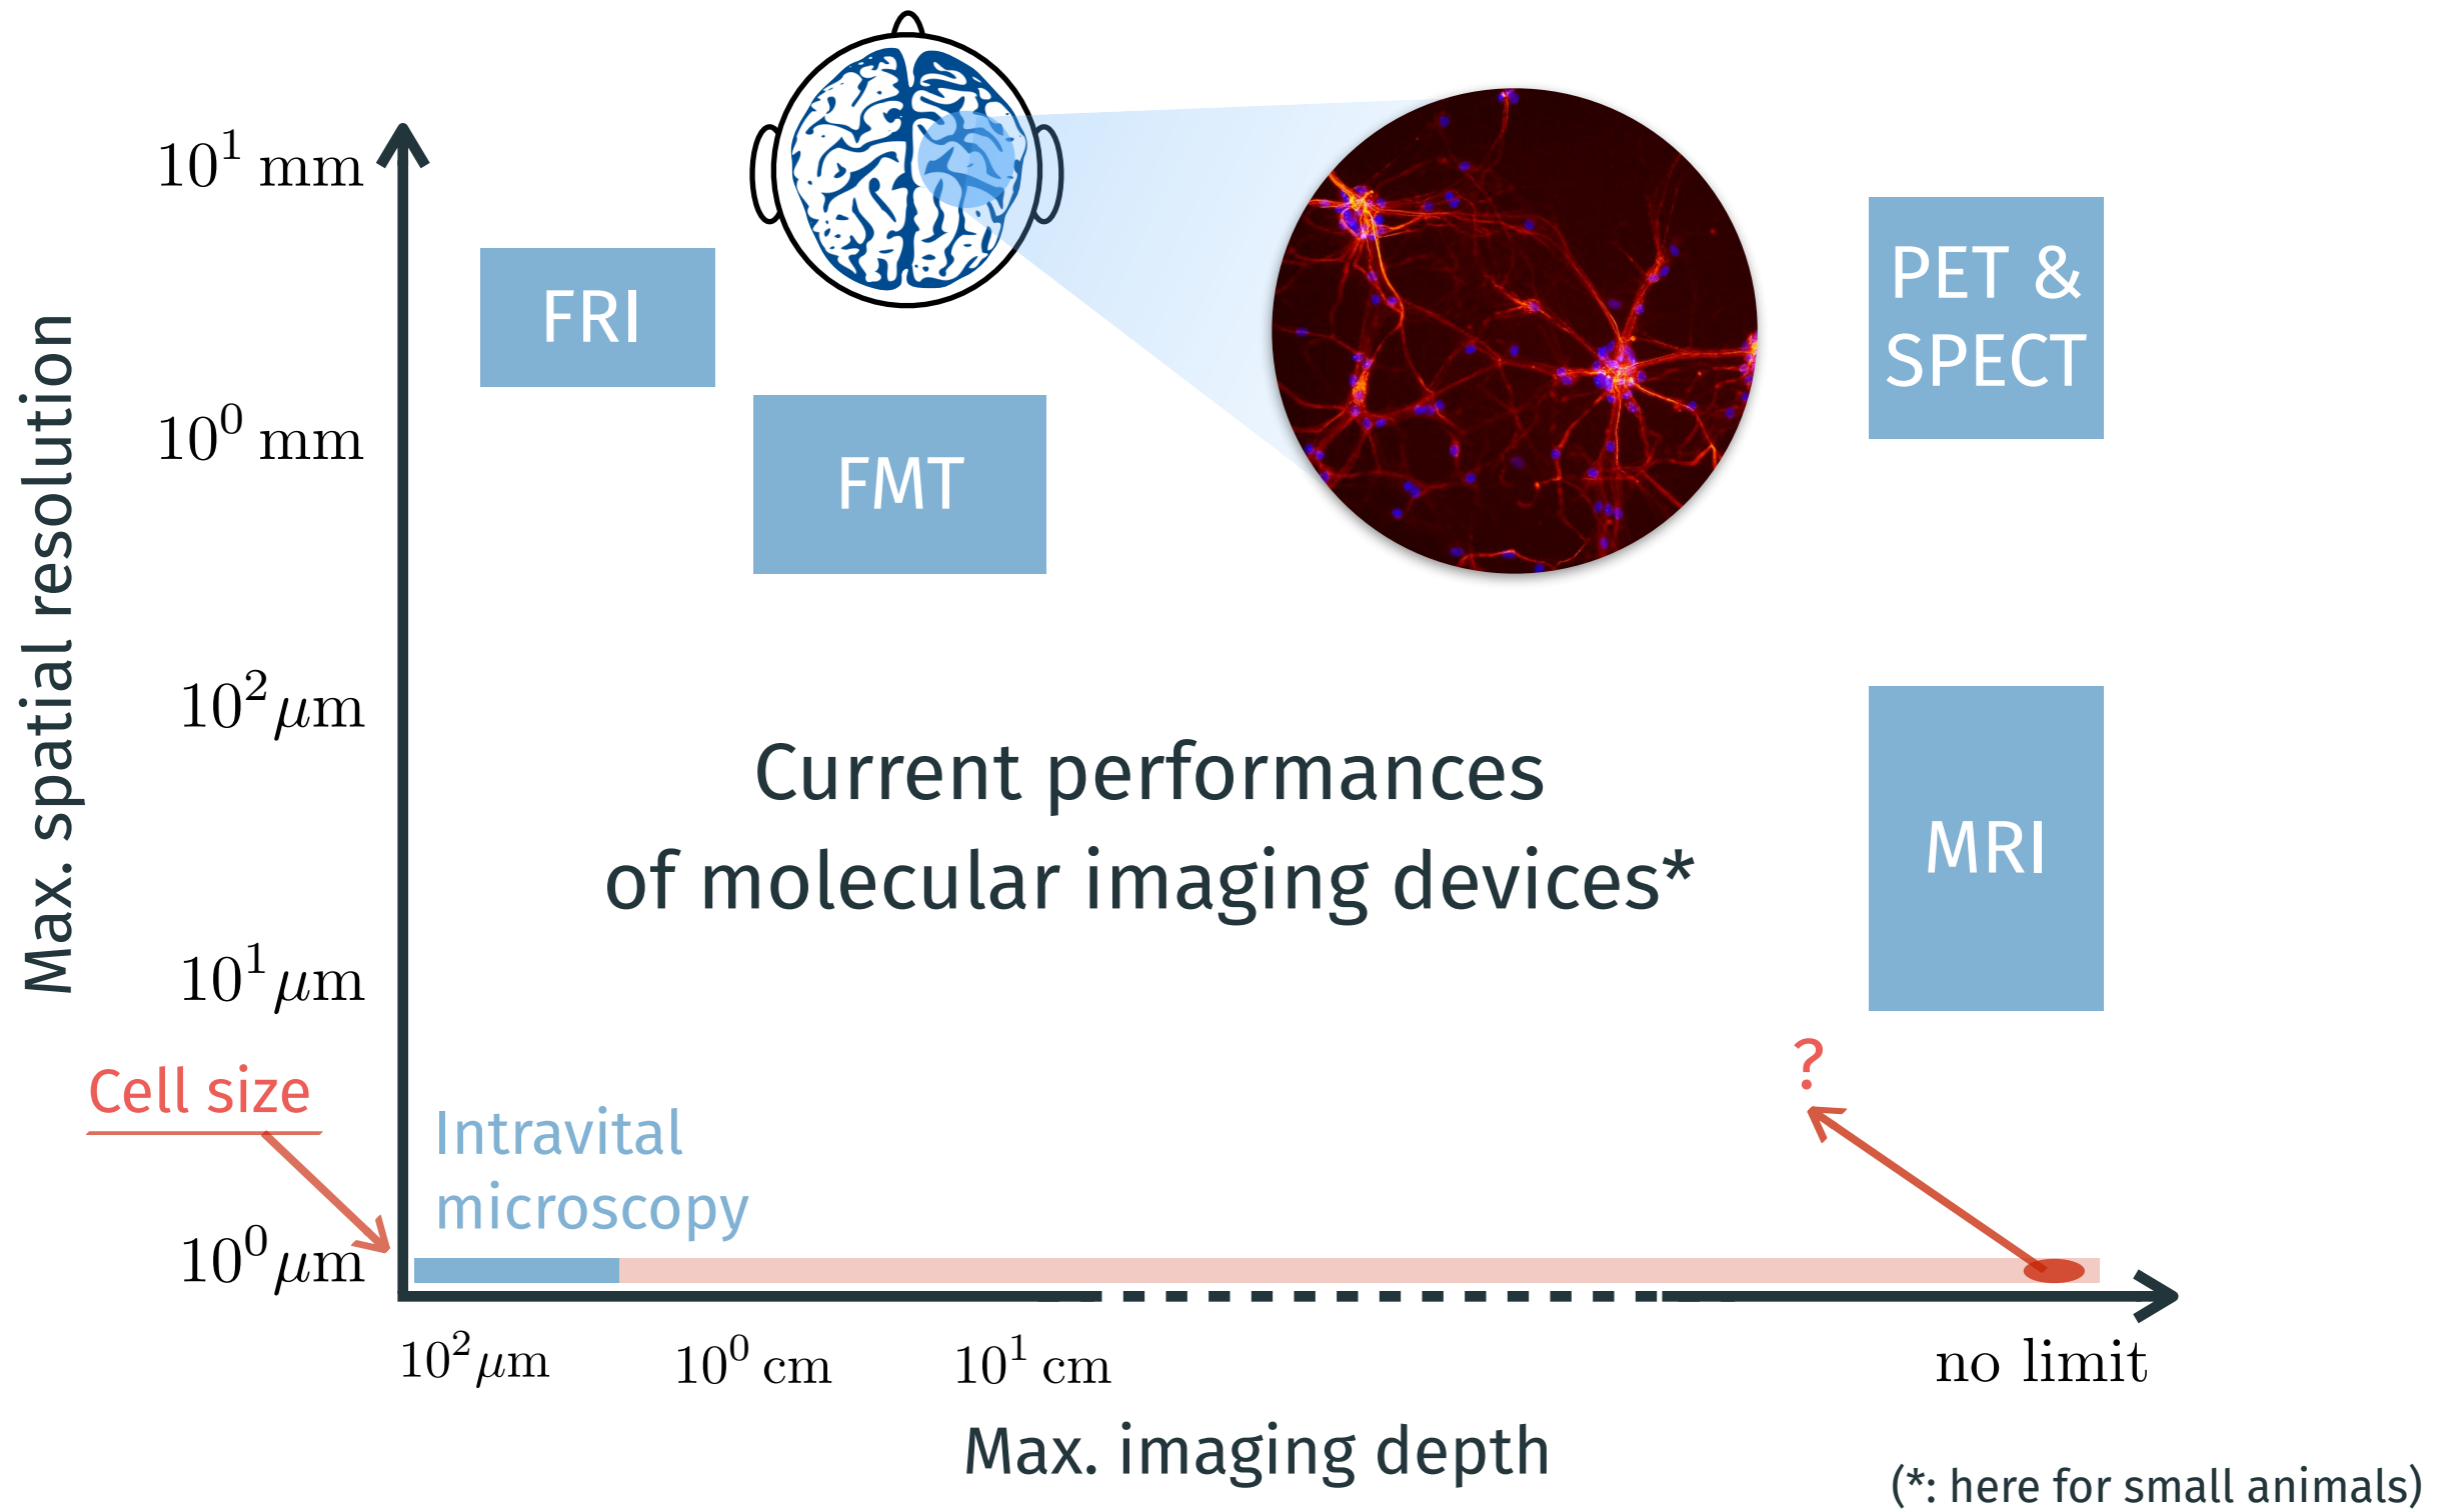 10¹ mm
10⁰ mm
10² μm
10¹ μm
10⁰ μm
Max. spatial resolution
FRI
FMT
PET &
SPECT
MRI
Current performances
of molecular imaging devices*
Cell size
Intravital
microscopy
?
10² μm
10⁰ cm
10¹ cm
no limit
Max. imaging depth
(*: here for small animals)